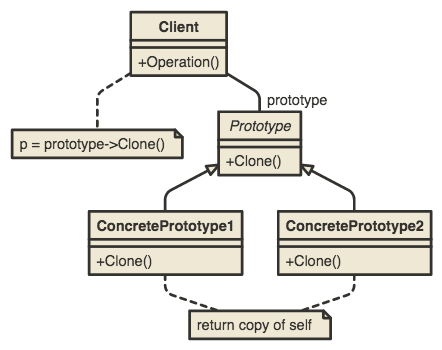 Client
+Operation()
prototype
p = prototype->Clone()
Prototype
+Clone()
ConcretePrototype1
ConcretePrototype2
+Clone()
+Clone()
return copy of self